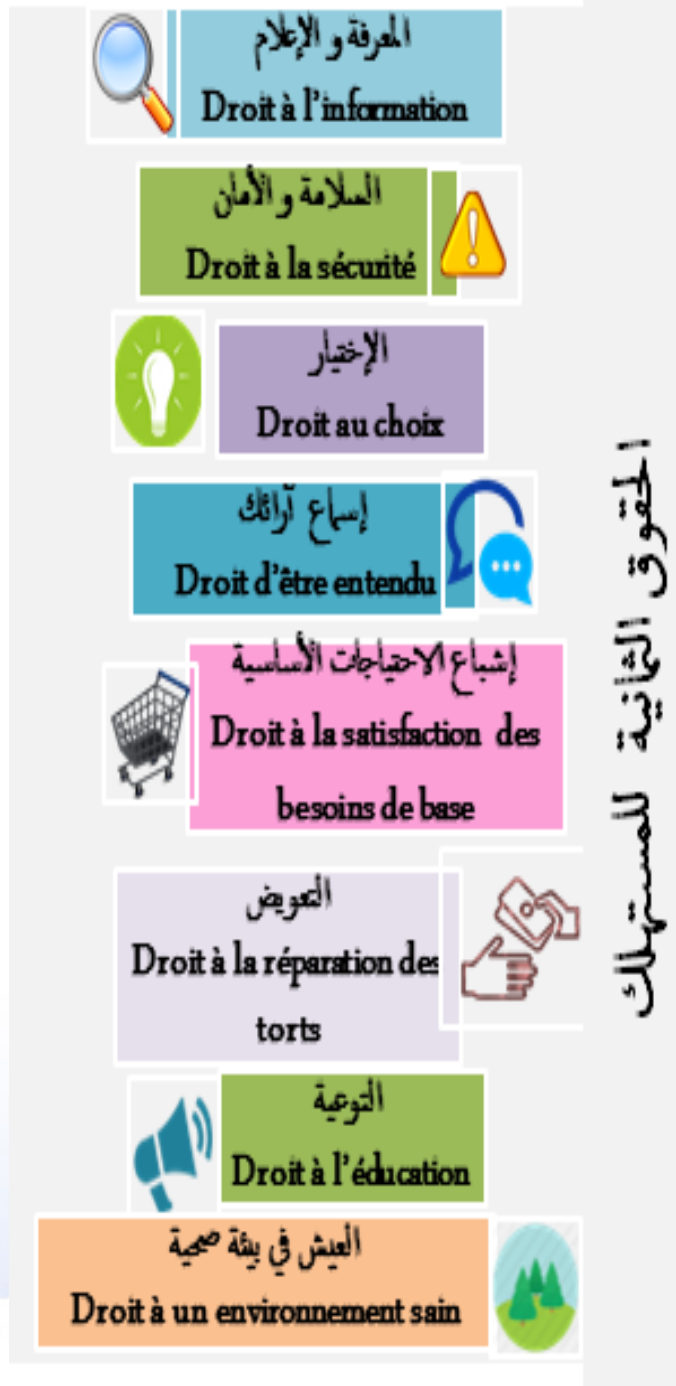 المعرفة و الإعلام
Droit à l'information
السلامة و الأمان
Droit à la sécurité
الإختيار
Droit au choix
إسماع آرائك
Droit d'être entendu
إشباع الاحتياجات الأساسية
Droit à la satisfaction des
besoins de base
التعويض
Droit à la réparation des
torts
التوعية
Droit à l'éducation
العيش في بيئة صحية
Droit à un environnement sain
الحقوق الثمانية للمستهلك